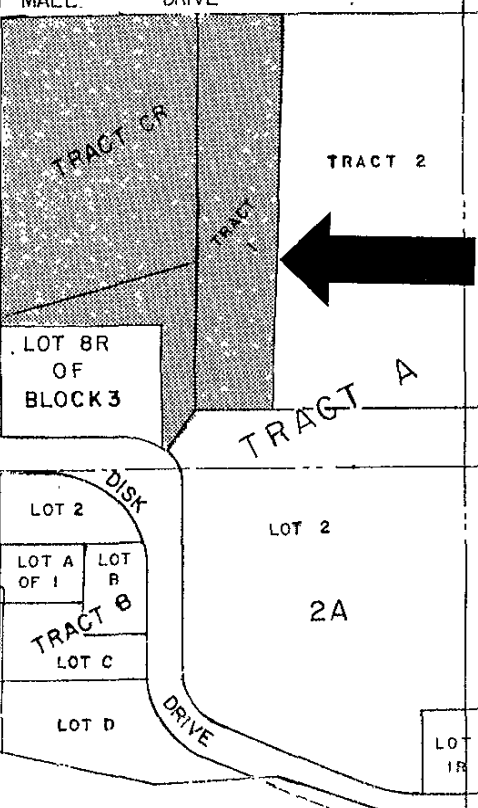 MALL DRIVE
TRACT CR
TRACT 2
TRACT
1
LOT 8R
OF
BLOCK 3
TRACT A
DISK
LOT 2
LOT 2
LOT A
OF 1
LOT
B
2A
TRACT B
LOT C
LOT D
DRIVE
LOT
1R